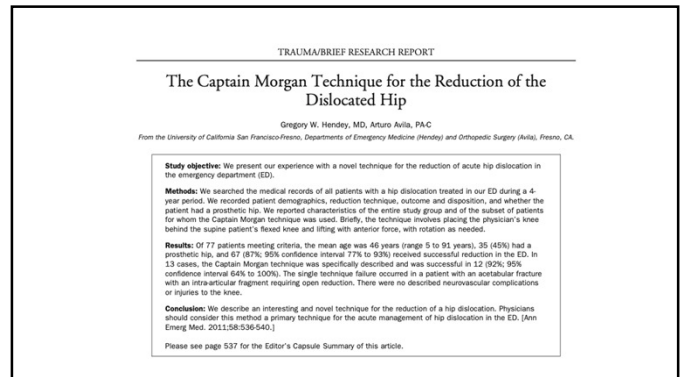 TRAUMA/BRIEF RESEARCH REPORT
The Captain Morgan Technique for the Reduction of the
Dislocated Hip
Gregory W. Hendey, MD, Arturo Avila, PA-C
From the University of California San Francisco-Fresno, Departments of Emergency Medicine (Hendey) and Orthopedic Surgery (Avila), Fresno, CA.
Study objective: We present our experience with a novel technique for the reduction of acute hip dislocation in
the emergency department (ED).
Methods: We searched the medical records of all patients with a hip dislocation treated in our ED during a 4-
year period. We recorded patient demographics, reduction technique, outcome and disposition, and whether the
patient had a prosthetic hip. We reported characteristics of the entire study group and of the subset of patients
for whom the Captain Morgan technique was used. Briefly, the technique involves placing the physician's knee
behind the supine patient's flexed knee and lifting with anterior force, with rotation as needed.
Results: Of 77 patients meeting criteria, the mean age was 46 years (range 5 to 91 years), 35 (45%) had a
prosthetic hip, and 67 (87%; 95% confidence interval 77% to 93%) received successful reduction in the ED. In
13 cases, the Captain Morgan technique was specifically described and was successful in 12 (92%; 95%
confidence interval 64% to 100%). The single technique failure occurred in a patient with an acetabular fracture
with an intra-articular fragment requiring open reduction. There were no described neurovascular complications
or injuries to the knee.
Conclusion: We describe an interesting and novel technique for the reduction of a hip dislocation. Physicians
should consider this method a primary technique for the acute management of hip dislocation in the ED. [Ann
Emerg Med. 2011;58:536-540.]
Please see page 537 for the Editor's Capsule Summary of this article.